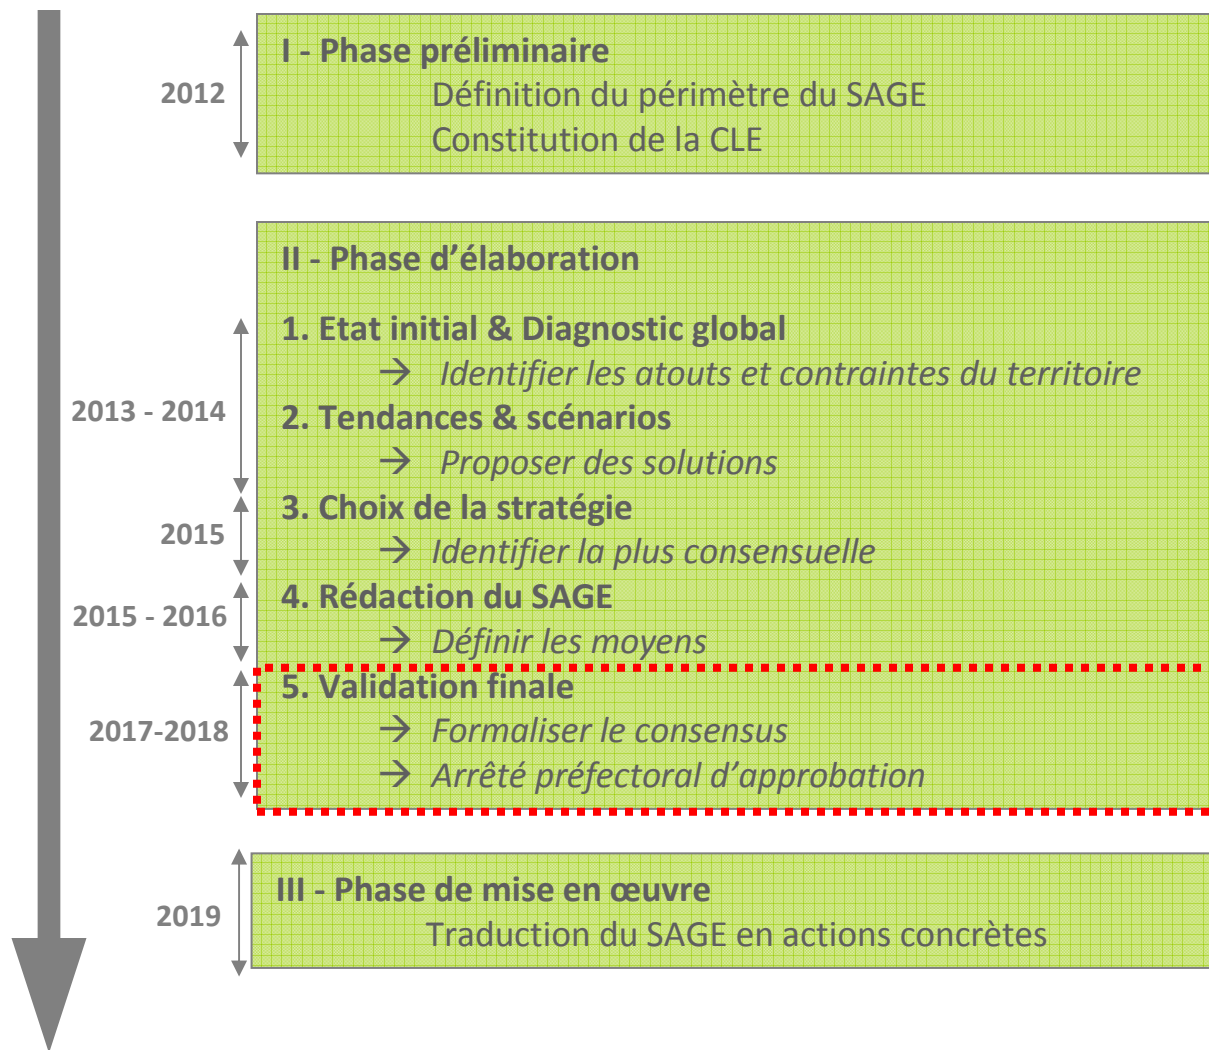 I - Phase préliminaire
2012
Définition du périmètre du SAGE
Constitution de la CLE
II - Phase d’élaboration
1. Etat initial & Diagnostic global
→ Identifier les atouts et contraintes du territoire
2013 - 2014
2. Tendances & scénarios
→ Proposer des solutions
3. Choix de la stratégie
2015
→ Identifier la plus consensuelle
4. Rédaction du SAGE
2015 - 2016
→ Définir les moyens
5. Validation finale
2017-2018
→ Formaliser le consensus
→ Arrêté préfectoral d’approbation
III - Phase de mise en œuvre
2019
Traduction du SAGE en actions concrètes